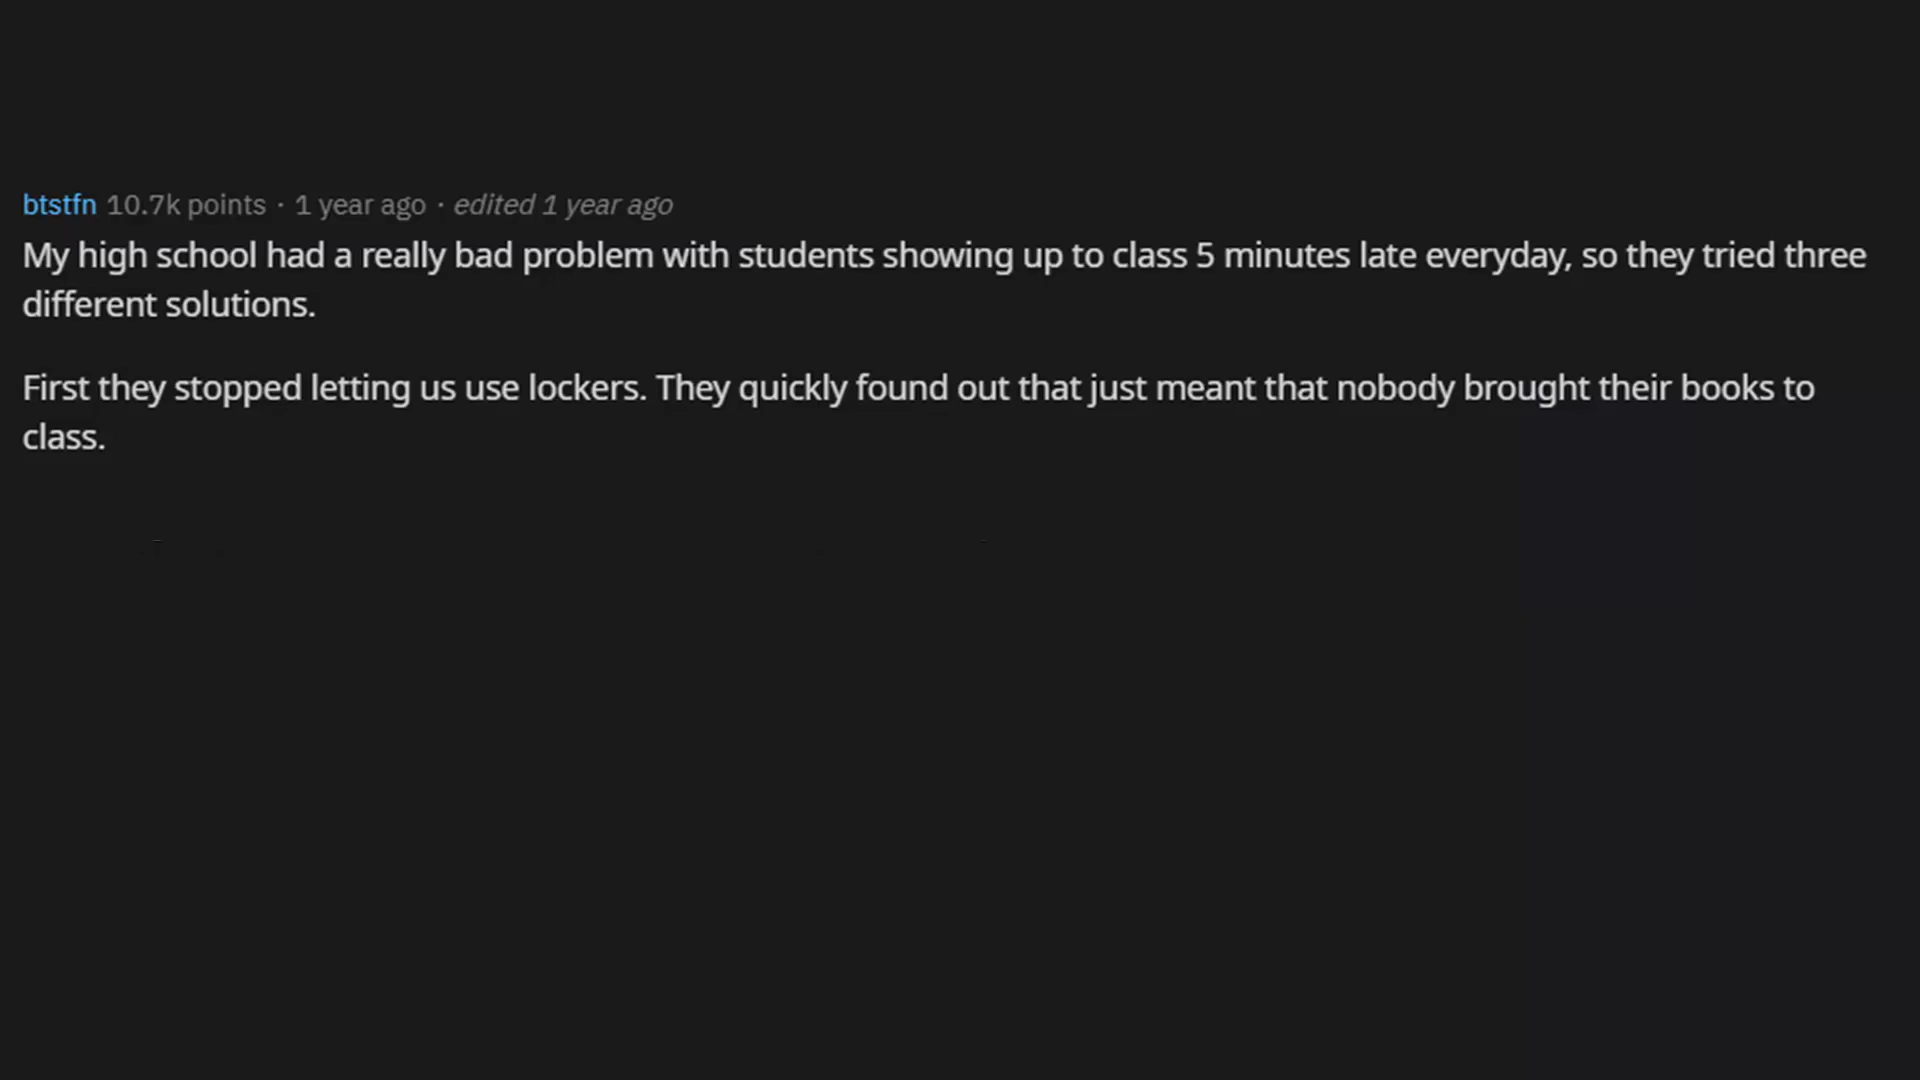 btstfn 10.7k points · 1 year ago · edited 1 year ago
My high school had a really bad problem with students showing up to class 5 minutes late everyday, so they tried three
different solutions.
First they stopped letting us use lockers. They quickly found out that just meant that nobody brought their books to
class.